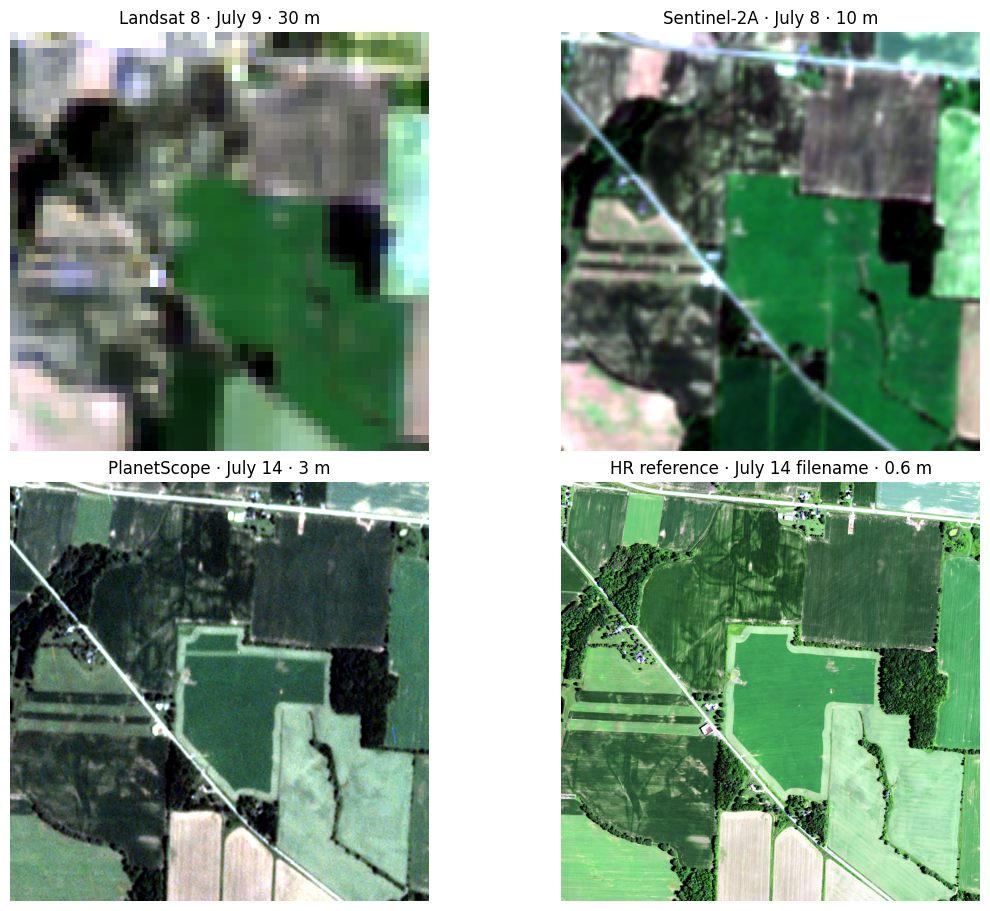 Landsat 8 · July 9 · 30 m
Sentinel-2A · July 8 · 10 m
PlanetScope · July 14 · 3 m
HR reference · July 14 filename · 0.6 m